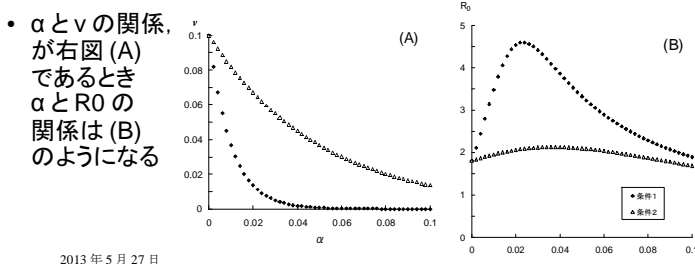 • αとvの関係,
が右図 (A)
であるとき
αとR0 の
関係は (B)
のようになる
2013 年 5 月 27 日
v
(A)
0.1
0.08
0.06
0.04
0.02
0
0 0.02 0.04 0.06 0.08 0.1
α
R0
(B)
5
4
3
2
1
0
条件1
条件2
0 0.02 0.04 0.06 0.08 0.1